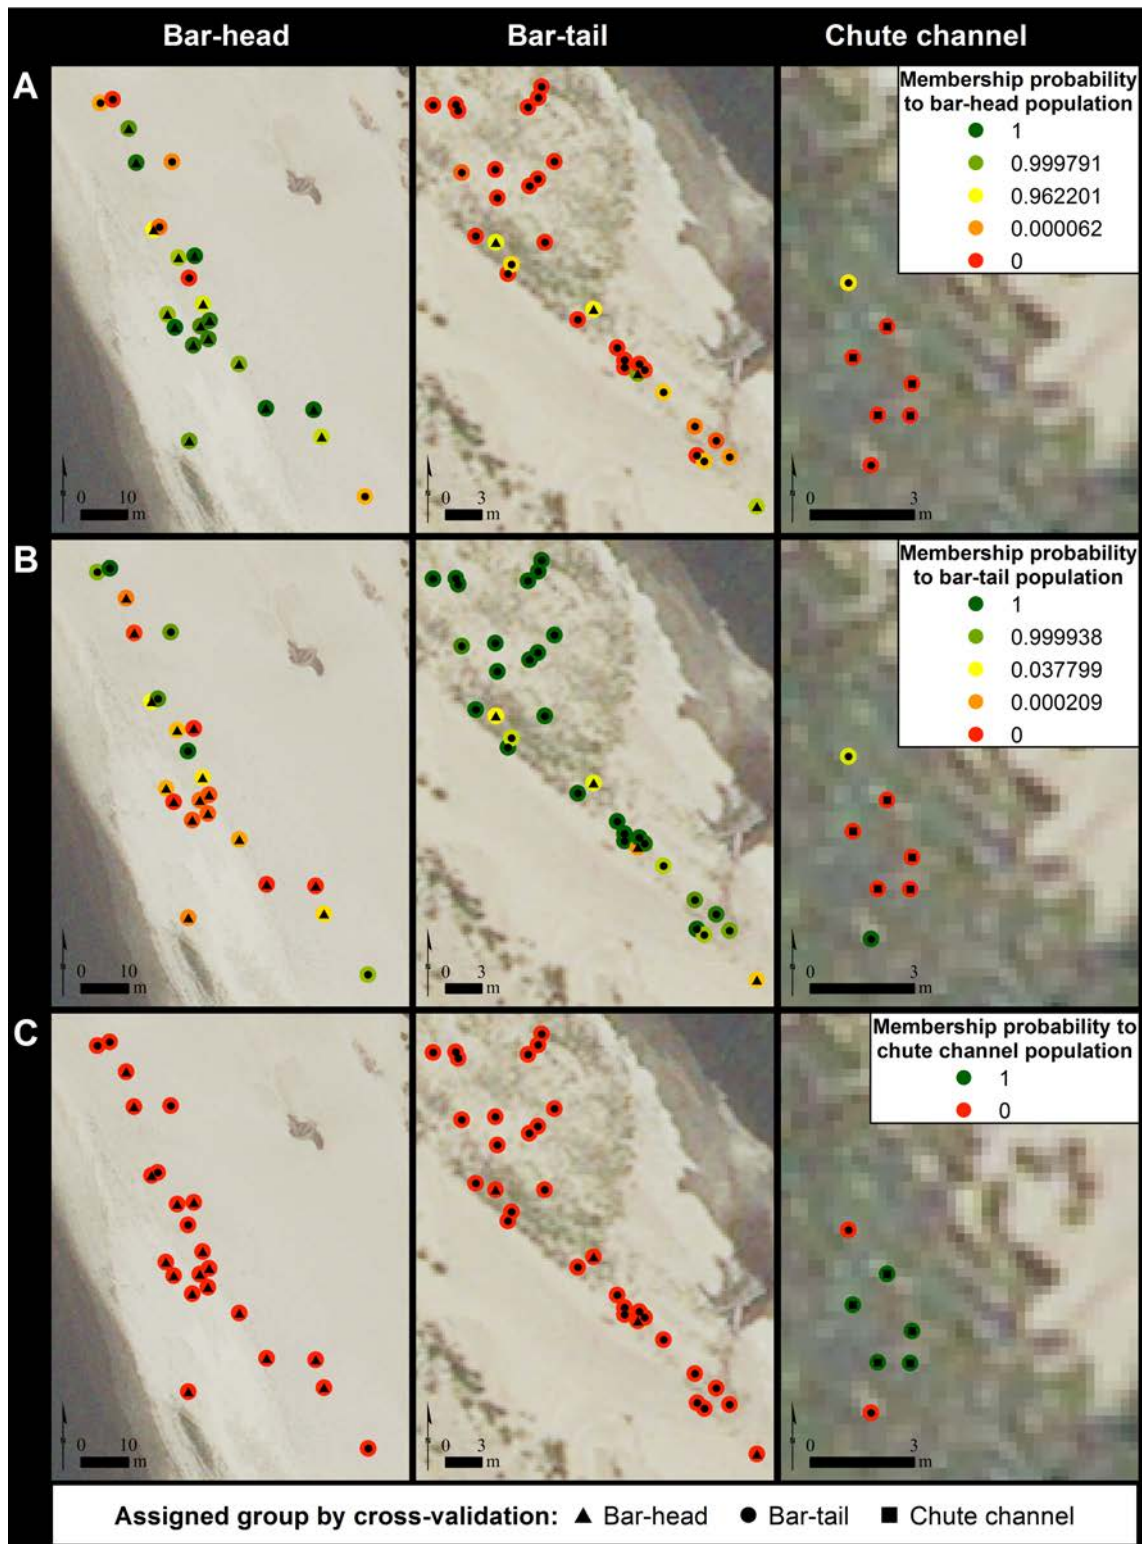 Bar-head Bar-tail Chute channel
A
Membership probability
to bar-head population
1
0.999791
0.962201
0.000062
0
0 10
m
0 3
m
0 3
m
B
Membership probability
to bar-tail population
1
0.999938
0.037799
0.000209
0
0 10
m
0 3
m
0 3
m
C
Membership probability to
chute channel population
1
0
0 10
m
0 3
m
0 3
m
Assigned group by cross-validation: Bar-head Bar-tail Chute channel